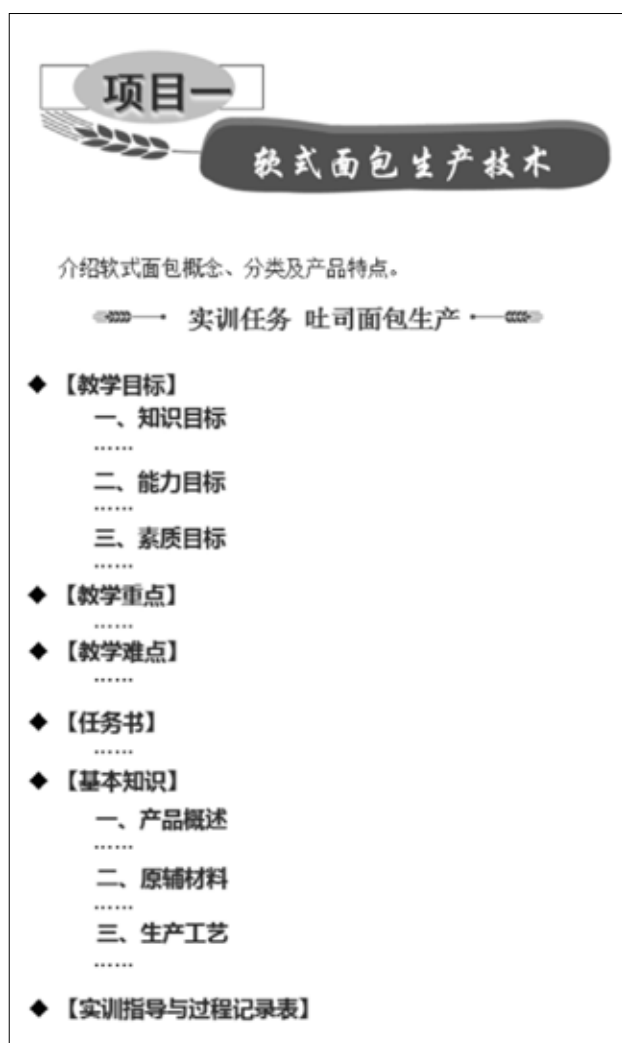 项目一
软式面包生产技术
介绍软式面包概念、分类及产品特点。
实训任务 吐司面包生产
◆ 【教学目标】
一、知识目标
……
二、能力目标
……
三、素质目标
……
◆ 【教学重点】
……
◆ 【教学难点】
……
◆ 【任务书】
……
◆ 【基本知识】
一、产品概述
……
二、原辅材料
……
三、生产工艺
……
◆ 【实训指导与过程记录表】